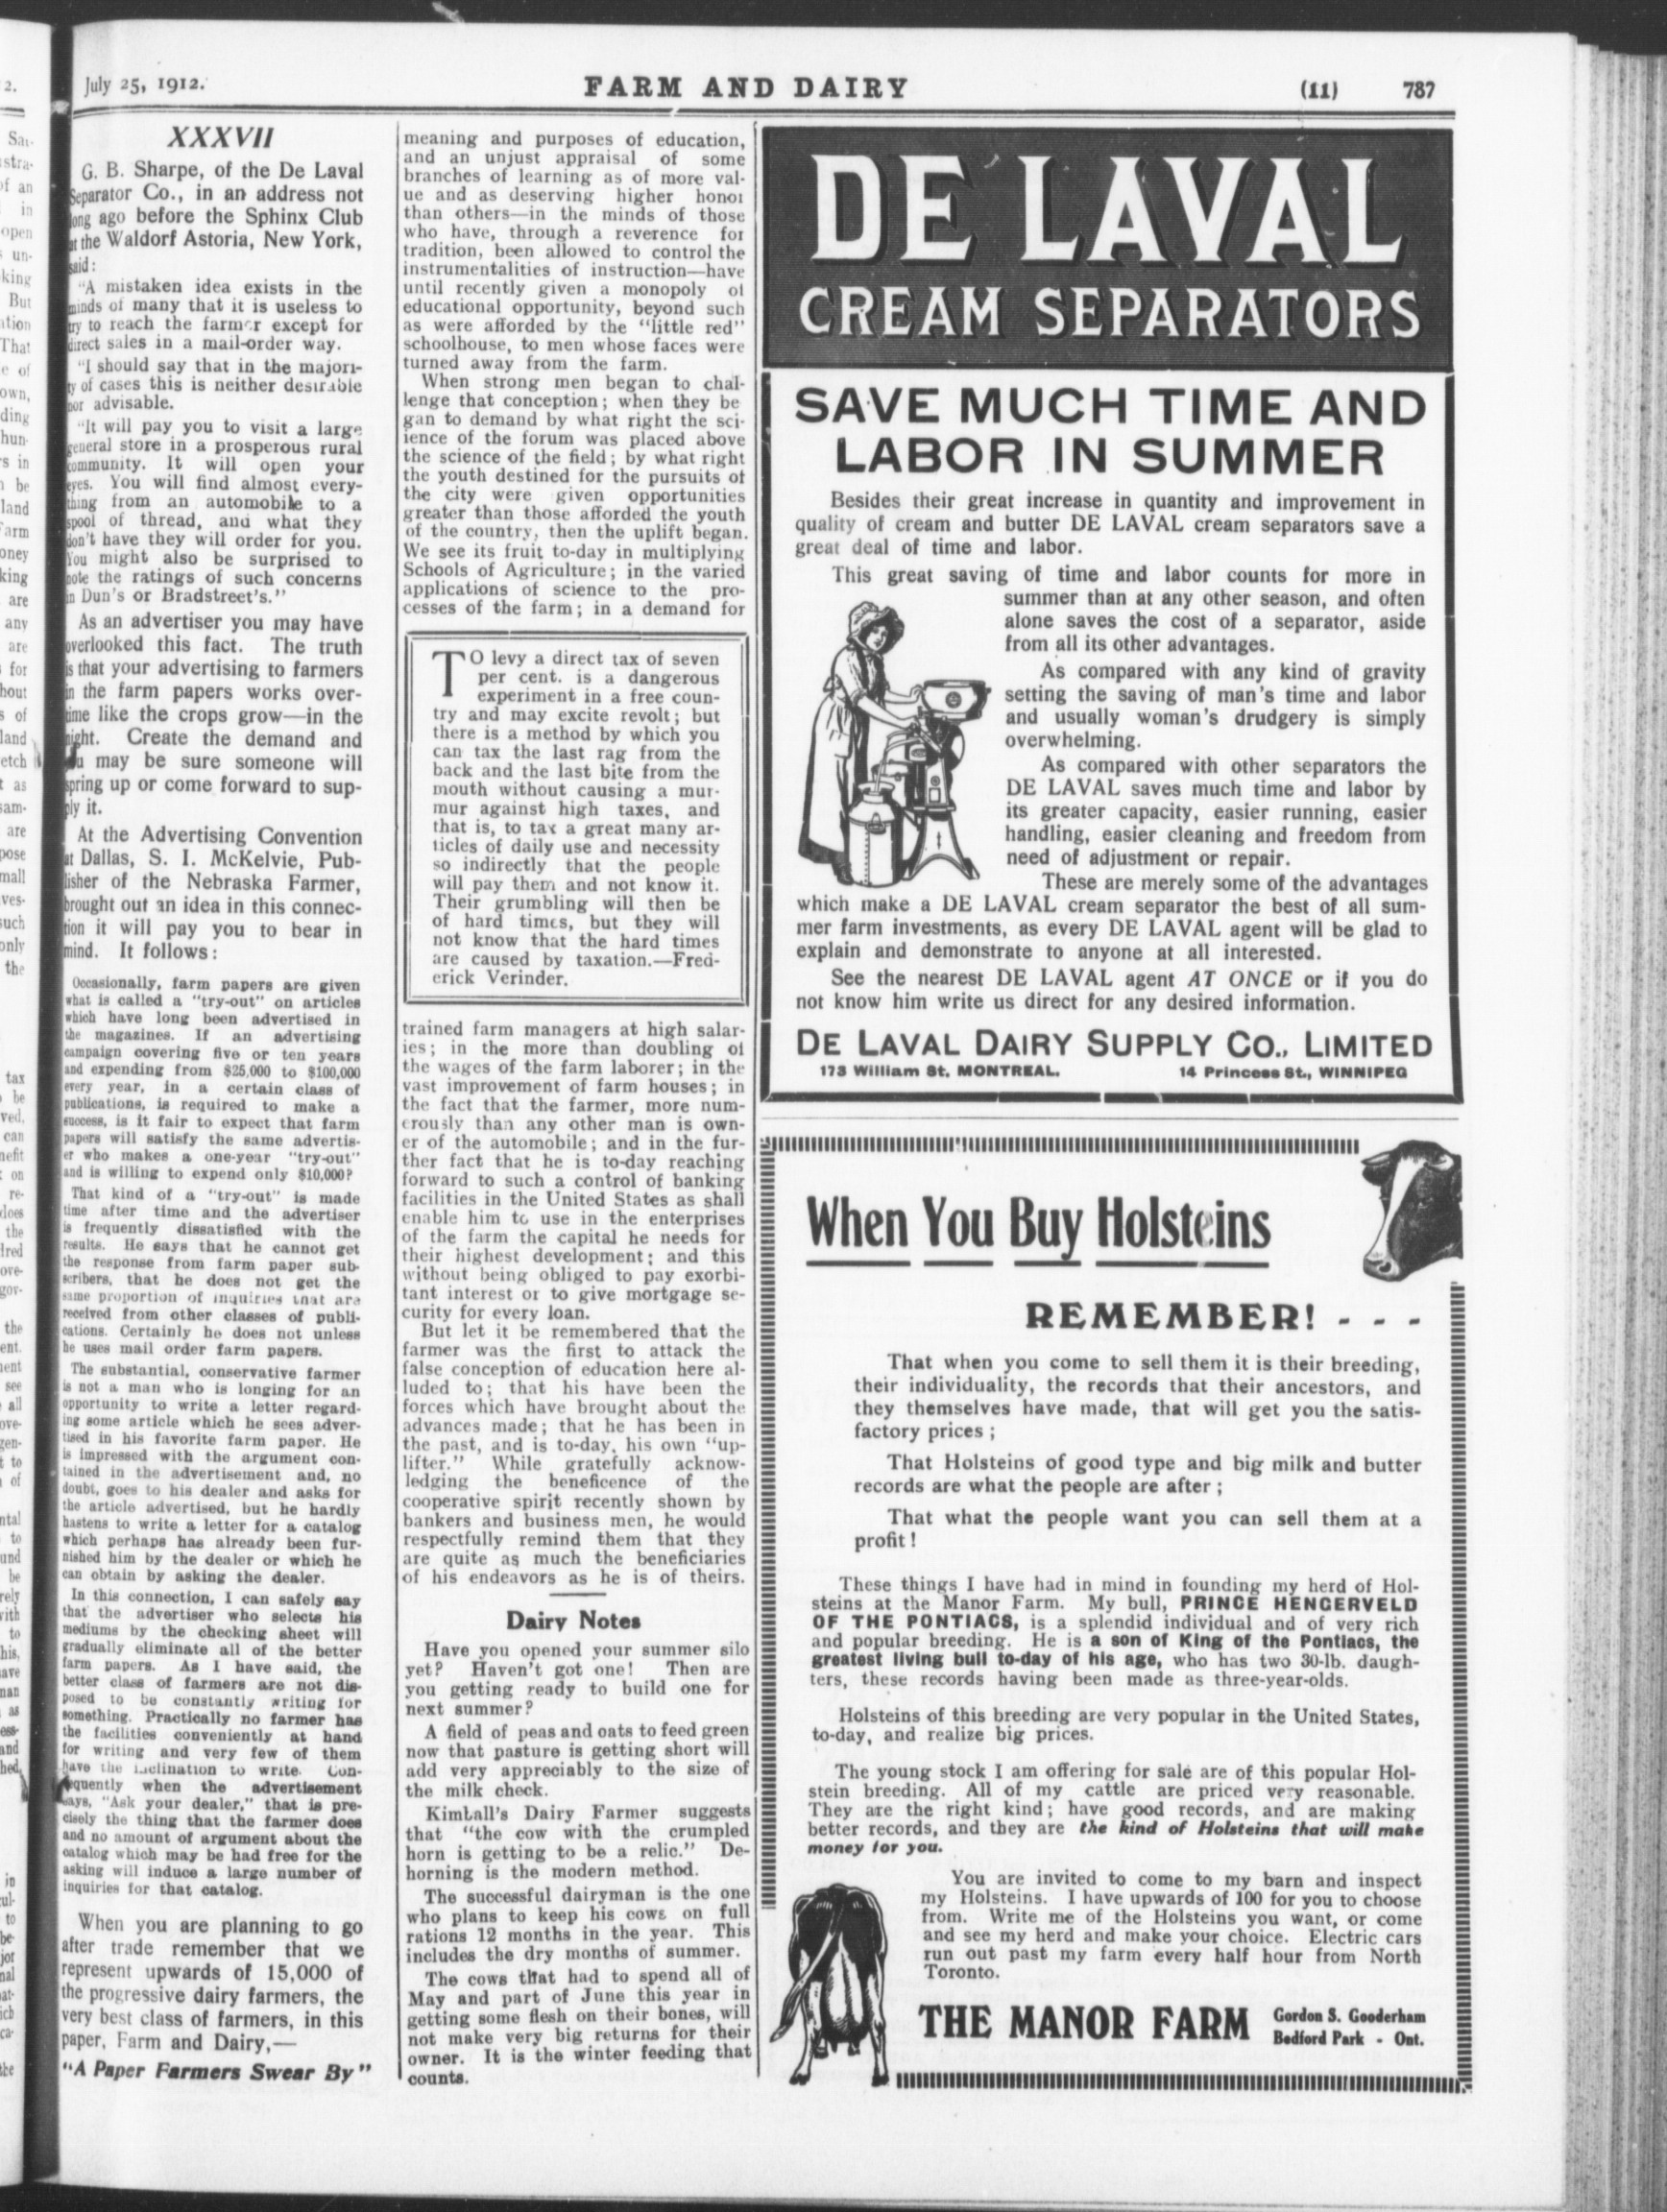 July 25, 1912.
FARM AND DAIRY
(11) 787
XXXVII
G. B. Sharpe, of the De Laval
Separator Co., in an address not
long ago before the Sphinx Club
at the Waldorf Astoria, New York,
said:
"A mistaken idea exists in the
minds of many that it is useless to
try to reach the farmer except for
direct sales in a mail-order way.
"I should say that in the majori-
ty of cases this is neither desirable
nor advisable.
"It will pay you to visit a large
general store in a prosperous rural
community. It will open your
eyes. You will find almost every-
thing from an automobile to a
spool of thread, and what they
don't have they will order for you.
You might also be surprised to
note the ratings of such concerns
in Dun's or Bradstreet's."
As an advertiser you may have
overlooked this fact. The truth
is that your advertising to farmers
in the farm papers works over-
time like the crops grow—in the
night. Create the demand and
you may be sure someone will
spring up or come forward to sup-
ply it.
At the Advertising Convention
at Dallas, S. I. McKelvie, Pub-
lisher of the Nebraska Farmer,
brought out an idea in this connec-
tion it will pay you to bear in
mind. It follows:
Occasionally, farm papers are given
what is called a "try-out" on articles
which have long been advertised in
the magazines. If an advertising
campaign covering five or ten years
and expending from $25,000 to $100,000
every year, in a certain class of
publications, is required to make a
success, is it fair to expect that farm
papers will satisfy the same advertis-
er who makes a one-year "try-out"
and is willing to expend only $10,000?
That kind of a "try-out" is made
time after time and the advertiser
is frequently dissatisfied with the
results. He says that he cannot get
the response from farm paper sub-
scribers, that he does not get the
same proportion of inquiries that are
received from other classes of publi-
cations. Certainly he does not unless
he uses mail order farm papers.
The substantial, conservative farmer
is not a man who is longing for an
opportunity to write a letter regard-
ing some article which he sees adver-
tised in his favorite farm paper. He
is impressed with the argument con-
tained in the advertisement and, no
doubt, goes to his dealer and asks for
the article advertised, but he hardly
hastens to write a letter for a catalog
which perhaps has already been fur-
nished him by the dealer or which he
can obtain by asking the dealer.
In this connection, I can safely say
that the advertiser who selects his
mediums by the checking sheet will
gradually eliminate all of the better
farm papers. As I have said, the
better class of farmers are not dis-
posed to be constantly writing for
something. Practically no farmer has
the facilities conveniently at hand
for writing and very few of them
have the inclination to write. Con-
sequently when the advertisement
says, "Ask your dealer," that is pre-
cisely the thing that the farmer does
and no amount of argument about the
catalog which may be had free for the
asking will induce a large number of
inquiries for that catalog.
When you are planning to go
after trade remember that we
represent upwards of 15,000 of
the progressive dairy farmers, the
very best class of farmers, in this
paper, Farm and Dairy,—
"A Paper Farmers Swear By"
meaning and purposes of education,
and an unjust appraisal of some
branches of learning as of more val-
ue and as deserving higher honor
than others—in the minds of those
who have, through a reverence for
tradition, been allowed to control the
instrumentalities of instruction—have
until recently given a monopoly of
educational opportunity, beyond such
as were afforded by the "little red"
schoolhouse, to men whose faces were
turned away from the farm.
When strong men began to chal-
lenge that conception; when they be
gan to demand by what right the sci-
ience of the forum was placed above
the science of the field; by what right
the youth destined for the pursuits of
the city were given opportunities
greater than those afforded the youth
of the country, then the uplift began.
We see its fruit to-day in multiplying
Schools of Agriculture; in the varied
applications of science to the pro-
cesses of the farm; in a demand for
TO levy a direct tax of seven
per cent. is a dangerous
experiment in a free coun-
try and may excite revolt; but
there is a method by which you
can tax the last rag from the
back and the last bite from the
mouth without causing a mur-
mur against high taxes, and
that is, to tax a great many ar-
ticles of daily use and necessity
so indirectly that the people
will pay them and not know it.
Their grumbling will then be
of hard times, but they will
not know that the hard times
are caused by taxation.—Fred-
erick Verinder.
trained farm managers at high salar-
ies; in the more than doubling of
the wages of the farm laborer; in the
vast improvement of farm houses; in
the fact that the farmer, more num-
erously than any other man is own-
er of the automobile; and in the fur-
ther fact that he is to-day reaching
forward to such a control of banking
facilities in the United States as shall
enable him to use in the enterprises
of the farm the capital he needs for
their highest development; and this
without being obliged to pay exorbi-
tant interest or to give mortgage se-
curity for every loan.
But let it be remembered that the
farmer was the first to attack the
false conception of education here al-
luded to; that his have been the
forces which have brought about the
advances made; that he has been in
the past, and is to-day, his own "up-
lifter." While gratefully acknow-
ledging the beneficence of the
cooperative spirit recently shown by
bankers and business men, he would
respectfully remind them that they
are quite as much the beneficiaries
of his endeavors as he is of theirs.
Dairy Notes
Have you opened your summer silo
yet? Haven't got one! Then are
you getting ready to build one for
next summer?
A field of peas and oats to feed green
now that pasture is getting short will
add very appreciably to the size of
the milk check.
Kimball's Dairy Farmer suggests
that "the cow with the crumpled
horn is getting to be a relic." De-
horning is the modern method.
The successful dairyman is the one
who plans to keep his cows on full
rations 12 months in the year. This
includes the dry months of summer.
The cows that had to spend all of
May and part of June this year in
getting some flesh on their bones, will
not make very big returns for their
owner. It is the winter feeding that
counts.
DE LAVAL
CREAM SEPARATORS
SAVE MUCH TIME AND
LABOR IN SUMMER
Besides their great increase in quantity and improvement in
quality of cream and butter DE LAVAL cream separators save a
great deal of time and labor.
This great saving of time and labor counts for more in
summer than at any other season, and often
alone saves the cost of a separator, aside
from all its other advantages.
As compared with any kind of gravity
setting the saving of man's time and labor
and usually woman's drudgery is simply
overwhelming.
As compared with other separators the
DE LAVAL saves much time and labor by
its greater capacity, easier running, easier
handling, easier cleaning and freedom from
need of adjustment or repair.
These are merely some of the advantages
which make a DE LAVAL cream separator the best of all sum-
mer farm investments, as every DE LAVAL agent will be glad to
explain and demonstrate to anyone at all interested.
See the nearest DE LAVAL agent AT ONCE or if you do
not know him write us direct for any desired information.
DE LAVAL DAIRY SUPPLY CO., LIMITED
173 William St. MONTREAL. 14 Princess St., WINNIPEG
When You Buy Holsteins
REMEMBER! - - -
That when you come to sell them it is their breeding,
their individuality, the records that their ancestors, and
they themselves have made, that will get you the satis-
factory prices;
That Holsteins of good type and big milk and butter
records are what the people are after;
That what the people want you can sell them at a
profit!
These things I have had in mind in founding my herd of Hol-
steins at the Manor Farm. My bull, PRINCE HENGERVELD
OF THE PONTIACS, is a splendid individual and of very rich
and popular breeding. He is a son of King of the Pontiacs, the
greatest living bull to-day of his age, who has two 30-lb. daugh-
ters, these records having been made as three-year-olds.
Holsteins of this breeding are very popular in the United States,
to-day, and realize big prices.
The young stock I am offering for sale are of this popular Hol-
stein breeding. All of my cattle are priced very reasonable.
They are the right kind; have good records, and are making
better records, and they are the kind of Holsteins that will make
money for you.
You are invited to come to my barn and inspect
my Holsteins. I have upwards of 100 for you to choose
from. Write me of the Holsteins you want, or come
and see my herd and make your choice. Electric cars
run out past my farm every half hour from North
Toronto.
THE MANOR FARM
Gordon S. Gooderham
Bedford Park - Ont.